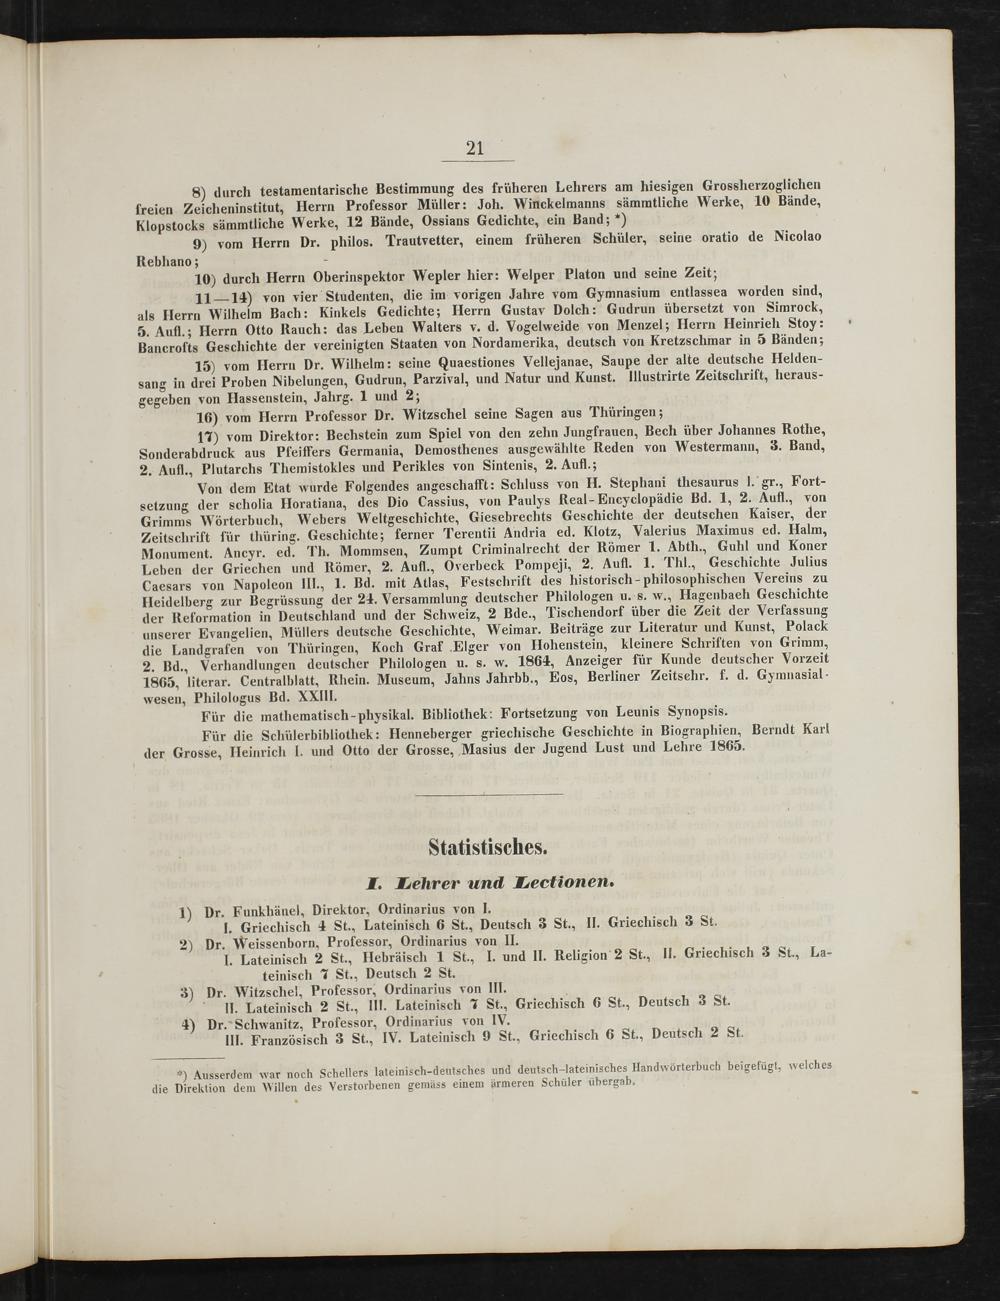 21
8) durch testamentarische Bestimmung des früheren Lehrers am hiesigen Grossherzoglichen
freien Zeicheninstitut, Herrn Professor Müller: Joh. Winckelmanns sämmtliche Werke, 10 Bände,
Klopstocks sämmtliche Werke, 12 Bände, Ossians Gedichte, ein Band; *)
9) vom Herrn Dr. philos. Trautvetter, einem früheren Schüler, seine oratio de Nicolao
Rebhano;
10) durch Herrn Oberinspektor Wepler hier: Welper Platon und seine Zeit;
11—14) von vier Studenten, die im vorigen Jahre vom Gymnasium entlassea worden sind,
als Herrn Wilhelm Bach: Kinkels Gedichte; Herrn Gustav Dolch: Gudrun übersetzt von Simrock,
5. Aufl.; Herrn Otto Rauch: das Leben Walters v. d. Vogelweide von Menzel; Herrn Heinrich Stoy:
Bancrofts Geschichte der vereinigten Staaten von Nordamerika, deutsch von Kretzschmar in 5 Bänden;
15) vom Herrn Dr. Wilhelm: seine Quaestiones Vellejanae, Saupe der alte deutsche Helden-
sang in drei Proben Nibelungen, Gudrun, Parzival, und Natur und Kunst. Illustrirte Zeitschrift, heraus-
gegeben von Hassenstein, Jahrg. 1 und 2;
16) vom Herrn Professor Dr. Witzschel seine Sagen aus Thüringen;
17) vom Direktor: Bechstein zum Spiel von den zehn Jungfrauen, Bech über Johannes Rothe,
Sonderabdruck aus Pfeiffers Germania, Demosthenes ausgewählte Reden von Westermann, 3. Band,
2. Aufl., Plutarchs Themistokles und Perikles von Sintenis, 2. Aufl.;
Von dem Etat wurde Folgendes angeschafft: Schluss von H. Stephani thesaurus l. gr., Fort-
setzung der scholia Horatiana, des Dio Cassius, von Paulys Real-Encyclopädie Bd. 1, 2. Aufl., von
Grimms Wörterbuch, Webers Weltgeschichte, Giesebrechts Geschichte der deutschen Kaiser, der
Zeitschrift für thüring. Geschichte; ferner Terentii Andria ed. Klotz, Valerius Maximus ed. Halm,
Monument. Ancyr. ed. Th. Mommsen, Zumpt Criminalrecht der Römer 1. Abth., Guhl und Koner
Leben der Griechen und Römer, 2. Aufl., Overbeck Pompeji, 2. Aufl. 1. Thl., Geschichte Julius
Caesars von Napoleon III., 1. Bd. mit Atlas, Festschrift des historisch-philosophischen Vereins zu
Heidelberg zur Begrüssung der 24. Versammlung deutscher Philologen u. s. w., Hagenbach Geschichte
der Reformation in Deutschland und der Schweiz, 2 Bde., Tischendorf über die Zeit der Verfassung
unserer Evangelien, Müllers deutsche Geschichte, Weimar. Beiträge zur Literatur und Kunst, Polack
die Landgrafen von Thüringen, Koch Graf Elger von Hohenstein, kleinere Schriften von Grimm,
2. Bd., Verhandlungen deutscher Philologen u. s. w. 1864, Anzeiger für Kunde deutscher Vorzeit
1865, literar. Centralblatt, Rhein. Museum, Jahns Jahrbb., Eos, Berliner Zeitschr. f. d. Gymnasial-
wesen, Philologus Bd. XXIII.
Für die mathematisch-physikal. Bibliothek: Fortsetzung von Leunis Synopsis.
Für die Schülerbibliothek: Henneberger griechische Geschichte in Biographien, Berndt Karl
der Grosse, Heinrich I. und Otto der Grosse, Masius der Jugend Lust und Lehre 1865.
Statistisches.
I. Lehrer und Lectionen.
1) Dr. Funkhänel, Direktor, Ordinarius von I.
I. Griechisch 4 St., Lateinisch 6 St., Deutsch 3 St., II. Griechisch 3 St.
2) Dr. Weissenborn, Professor, Ordinarius von II.
I. Lateinisch 2 St., Hebräisch 1 St., I. und II. Religion 2 St., II. Griechisch 3 St., La-
teinisch 7 St., Deutsch 2 St.
3) Dr. Witzschel, Professor, Ordinarius von III.
II. Lateinisch 2 St., III. Lateinisch 7 St., Griechisch 6 St., Deutsch 3 St.
4) Dr. Schwanitz, Professor, Ordinarius von IV.
III. Französisch 3 St., IV. Lateinisch 9 St., Griechisch 6 St., Deutsch 2 St.
*) Ausserdem war noch Schellers lateinisch-deutsches und deutsch-lateinisches Handwörterbuch beigefügt, welches
die Direktion dem Willen des Verstorbenen gemäss einem ärmeren Schüler übergab.